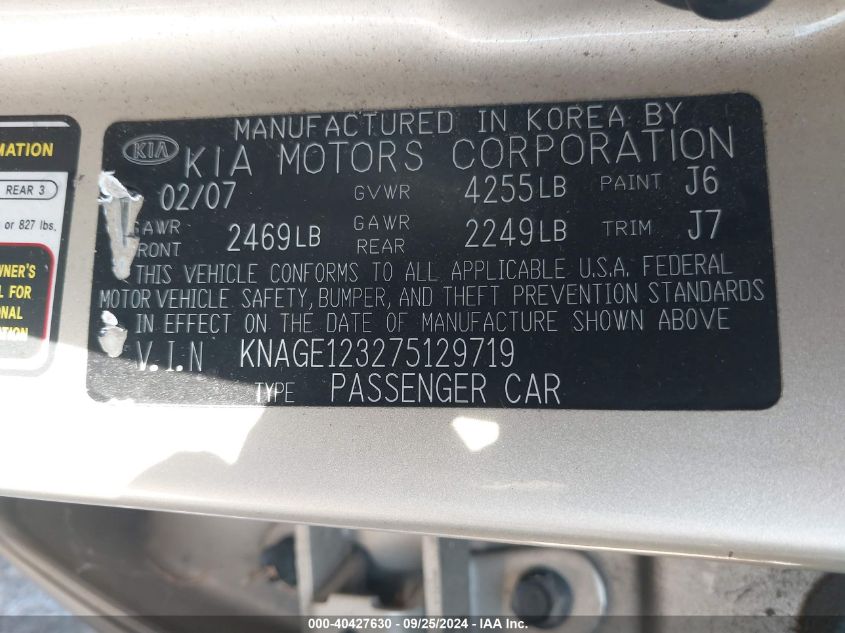 MATION
REAR 3
or 827 lbs.
WNER'S
L FOR
ONAL
ATION
MANUFACTURED IN KOREA BY
KIA KIA MOTORS CORPORATION
02/07 GVWR 4255LB PAINT J6
GAWR FRONT 2469LB GAWR REAR 2249LB TRIM J7
THIS VEHICLE CONFORMS TO ALL APPLICABLE U.S.A. FEDERAL
MOTOR VEHICLE SAFETY, BUMPER, AND THEFT PREVENTION STANDARDS
IN EFFECT ON THE DATE OF MANUFACTURE SHOWN ABOVE
V.I.N KNAGE123275129719
TYPE PASSENGER CAR
000-40427630 - 09/25/2024 - IAA Inc.